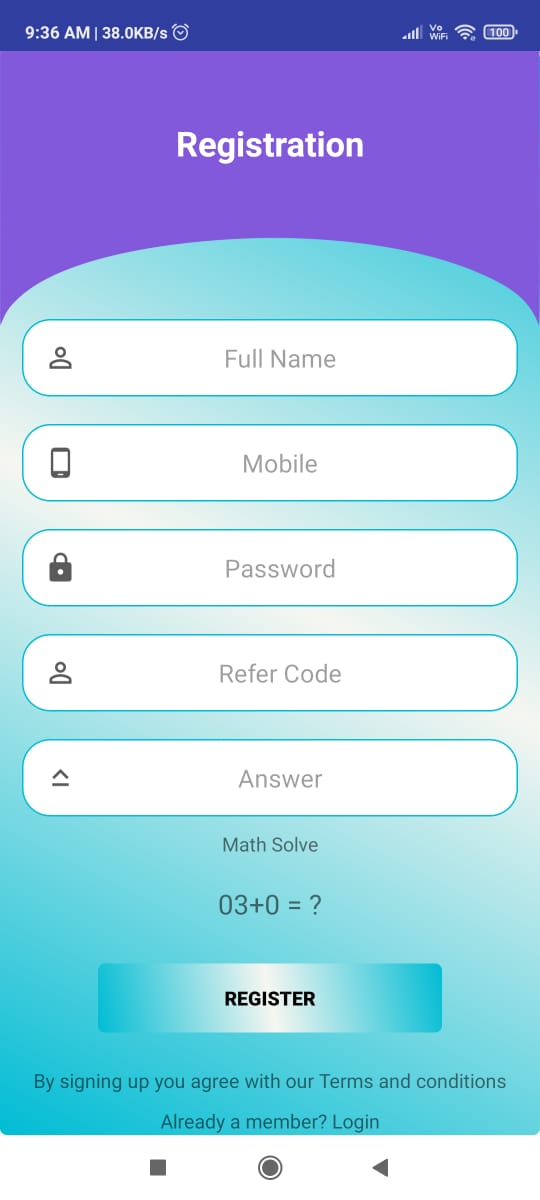 9:36 AM | 38.0KB/s
Vo
WiFi
100
Registration
Full Name
Mobile
Password
Refer Code
Answer
Math Solve
03+0 = ?
REGISTER
By signing up you agree with our Terms and conditions
Already a member? Login